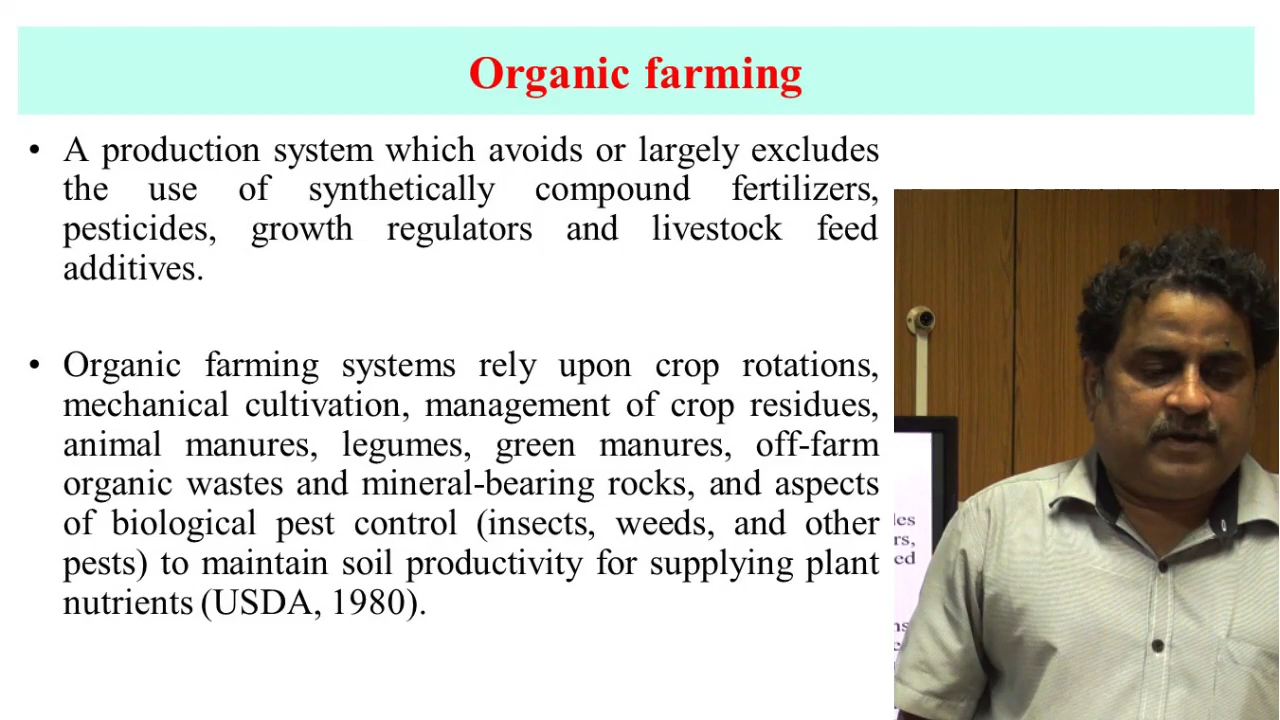 Organic farming
• A production system which avoids or largely excludes
the use of synthetically compound fertilizers,
pesticides, growth regulators and livestock feed
additives.
• Organic farming systems rely upon crop rotations,
mechanical cultivation, management of crop residues,
animal manures, legumes, green manures, off-farm
organic wastes and mineral-bearing rocks, and aspects
of biological pest control (insects, weeds, and other
pests) to maintain soil productivity for supplying plant
nutrients (USDA, 1980).